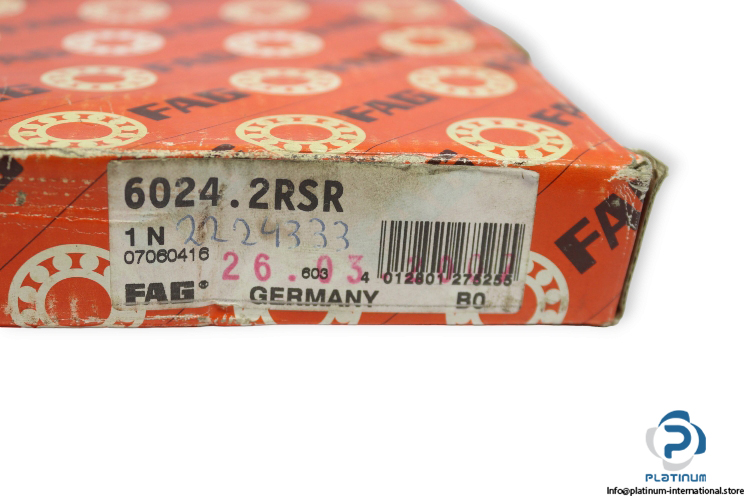 FAG
FAG
FAG
FAG
6024.2RSR
1 N 2224333
07060416
26.03
603
4 012801 275255
FAG® GERMANY B0
FAG
PLATINUM
Info@platinum-international.store